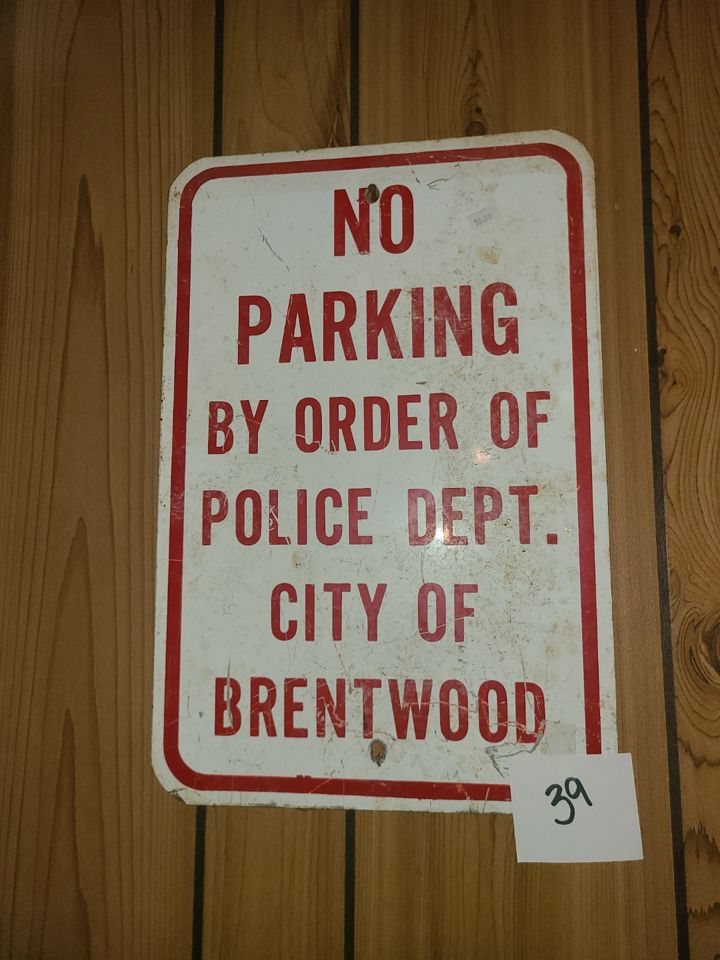 NO
PARKING
BY ORDER OF
POLICE DEPT.
CITY OF
BRENTWOOD
39